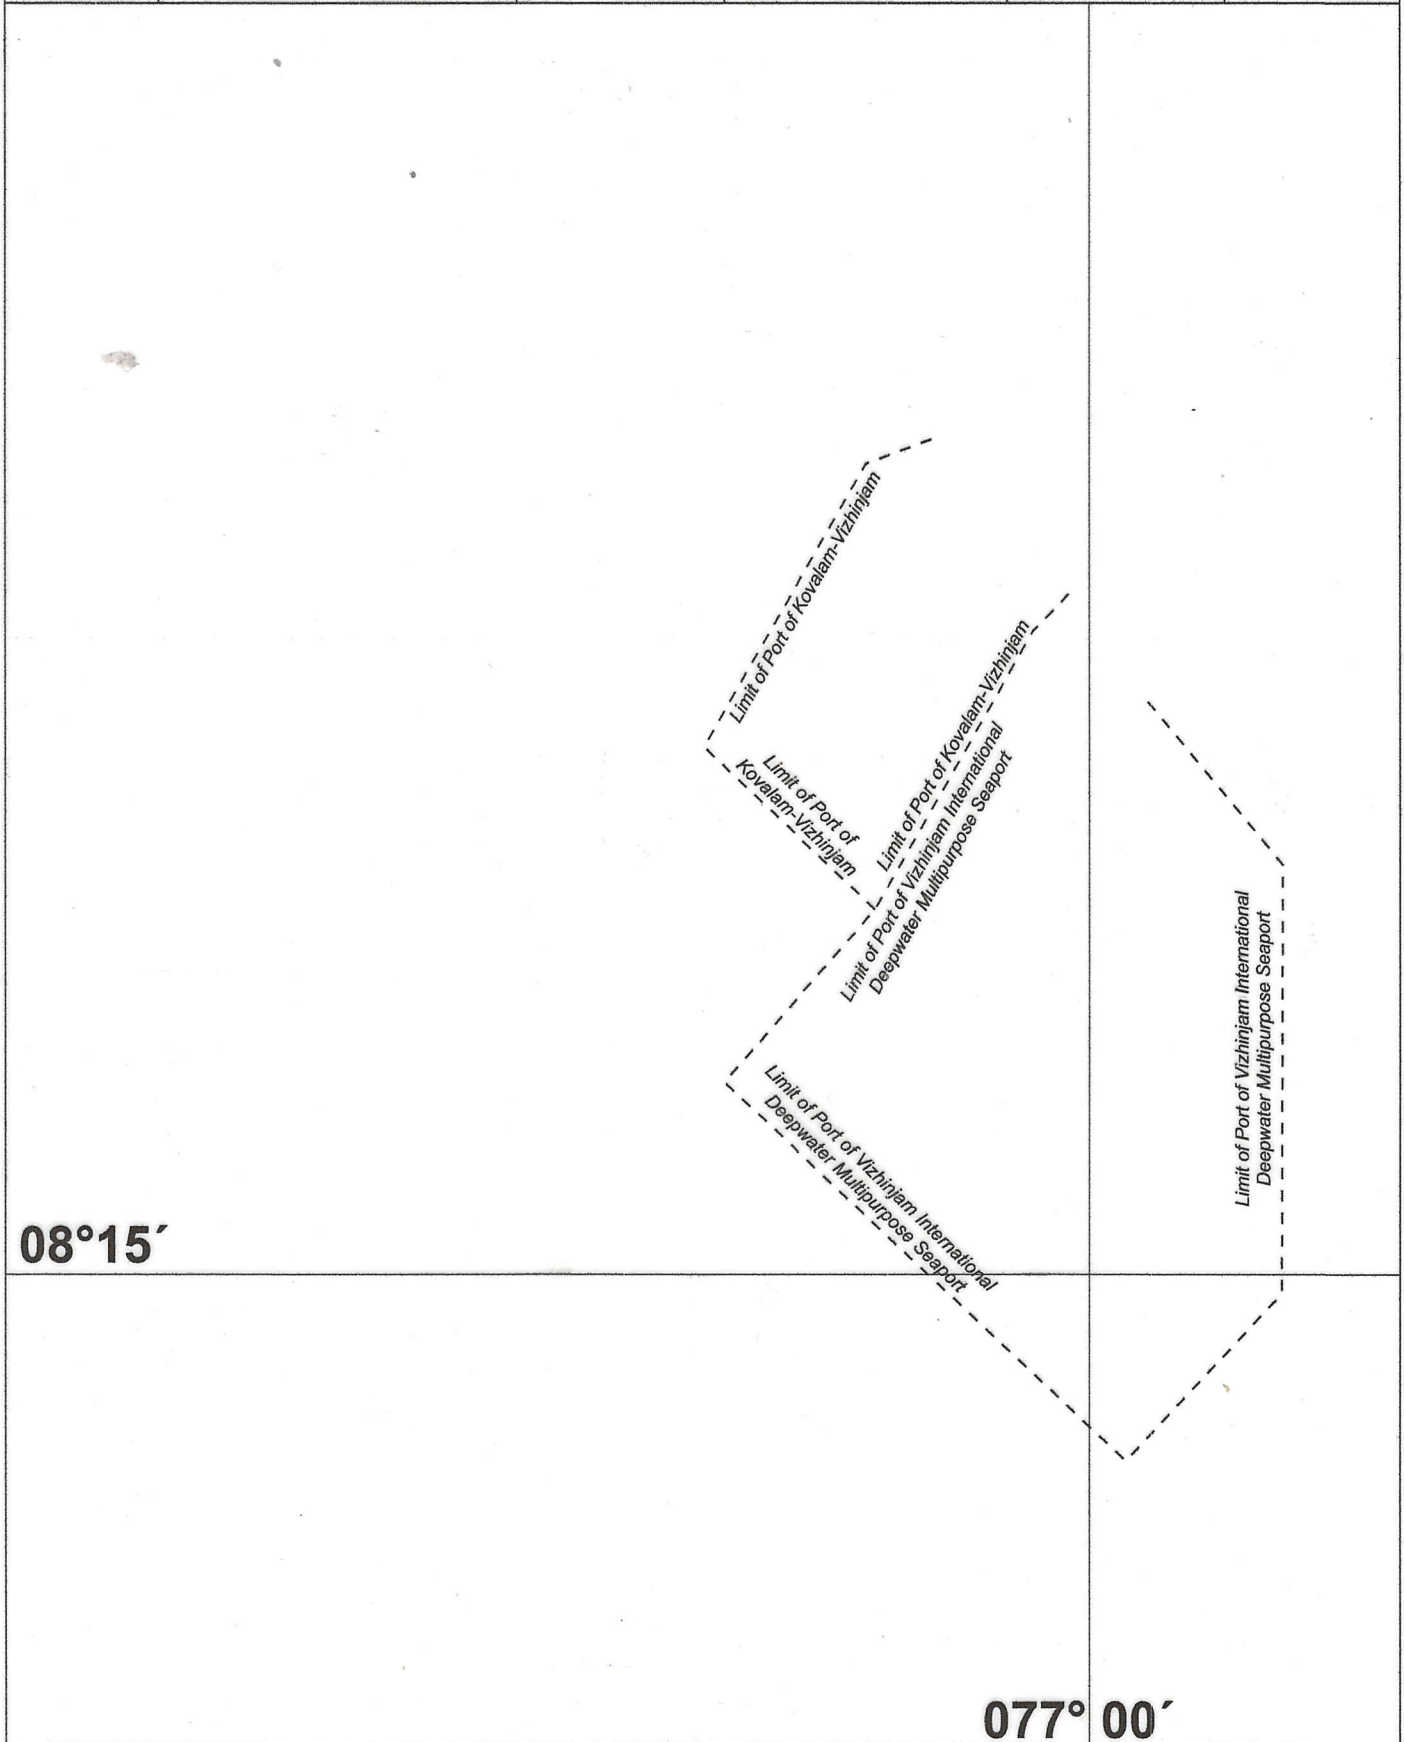 Limit of Port of Kovalam-Vizhinjam
Limit of Port of Kovalam-Vizhinjam
Limit of Port of
Kovalam-Vizhinjam
Limit of Port of Vizhinjam International
Deepwater Multipurpose Seaport
Limit of Port of Vizhinjam International
Deepwater Multipurpose Seaport
Limit of Port of Vizhinjam International
Deepwater Multipurpose Seaport
08°15′
077° 00′